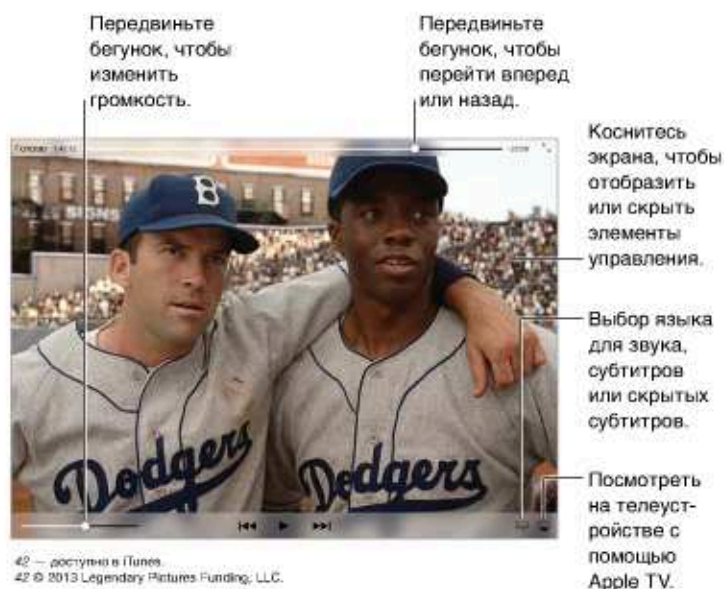 Передвиньте
бегунок, чтобы
изменить
громкость.
Передвиньте
бегунок, чтобы
перейти вперед
или назад.
Коснитесь
экрана, чтобы
отобразить
или скрыть
элементы
управления.
SIGNS
B
Dodgers
Dodgers
Выбор языка
для звука,
субтитров
или скрытых
субтитров.
Посмотреть
на телеуст-
ройстве с
помощью
Apple TV.
42 — доступно в iTunes.
42 © 2013 Legendary Pictures Funding, LLC.